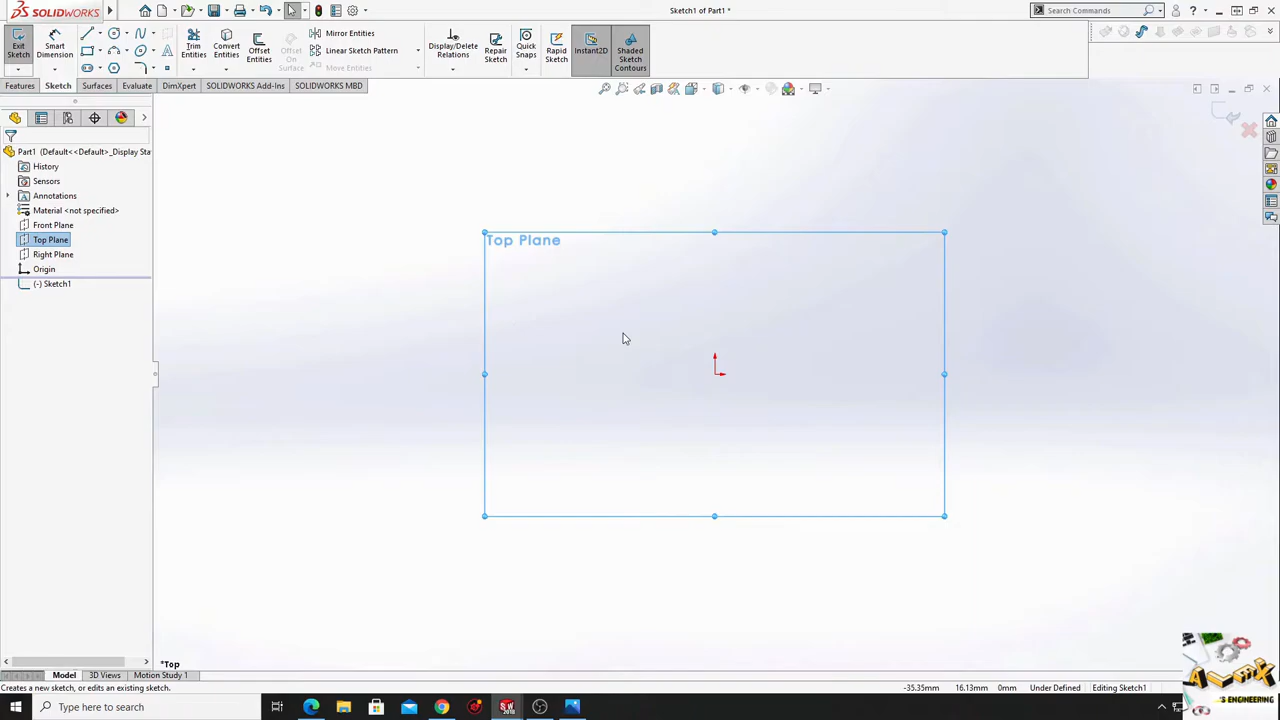 SOLIDWORKS
Sketch1 of Part1 *
Search Commands
Exit Sketch
Smart Dimension
Trim Entities
Convert Entities
Offset Entities
Offset On Surface
Mirror Entities
Linear Sketch Pattern
Move Entities
Display/Delete Relations
Repair Sketch
Quick Snaps
Rapid Sketch
Instant2D
Shaded Sketch Contours
Features
Sketch
Surfaces
Evaluate
DimXpert
SOLIDWORKS Add-Ins
SOLIDWORKS MBD
Part1 (Default<<Default>_Display Sta
History
Sensors
Annotations
Material <not specified>
Front Plane
Top Plane
Right Plane
Origin
(-) Sketch1
Top Plane
*Top
Model
3D Views
Motion Study 1
Creates a new sketch, or edits an existing sketch.
-35.35mm
16.13mm
0mm
Under Defined
Editing Sketch1
Type here to search
'S ENGINEERING